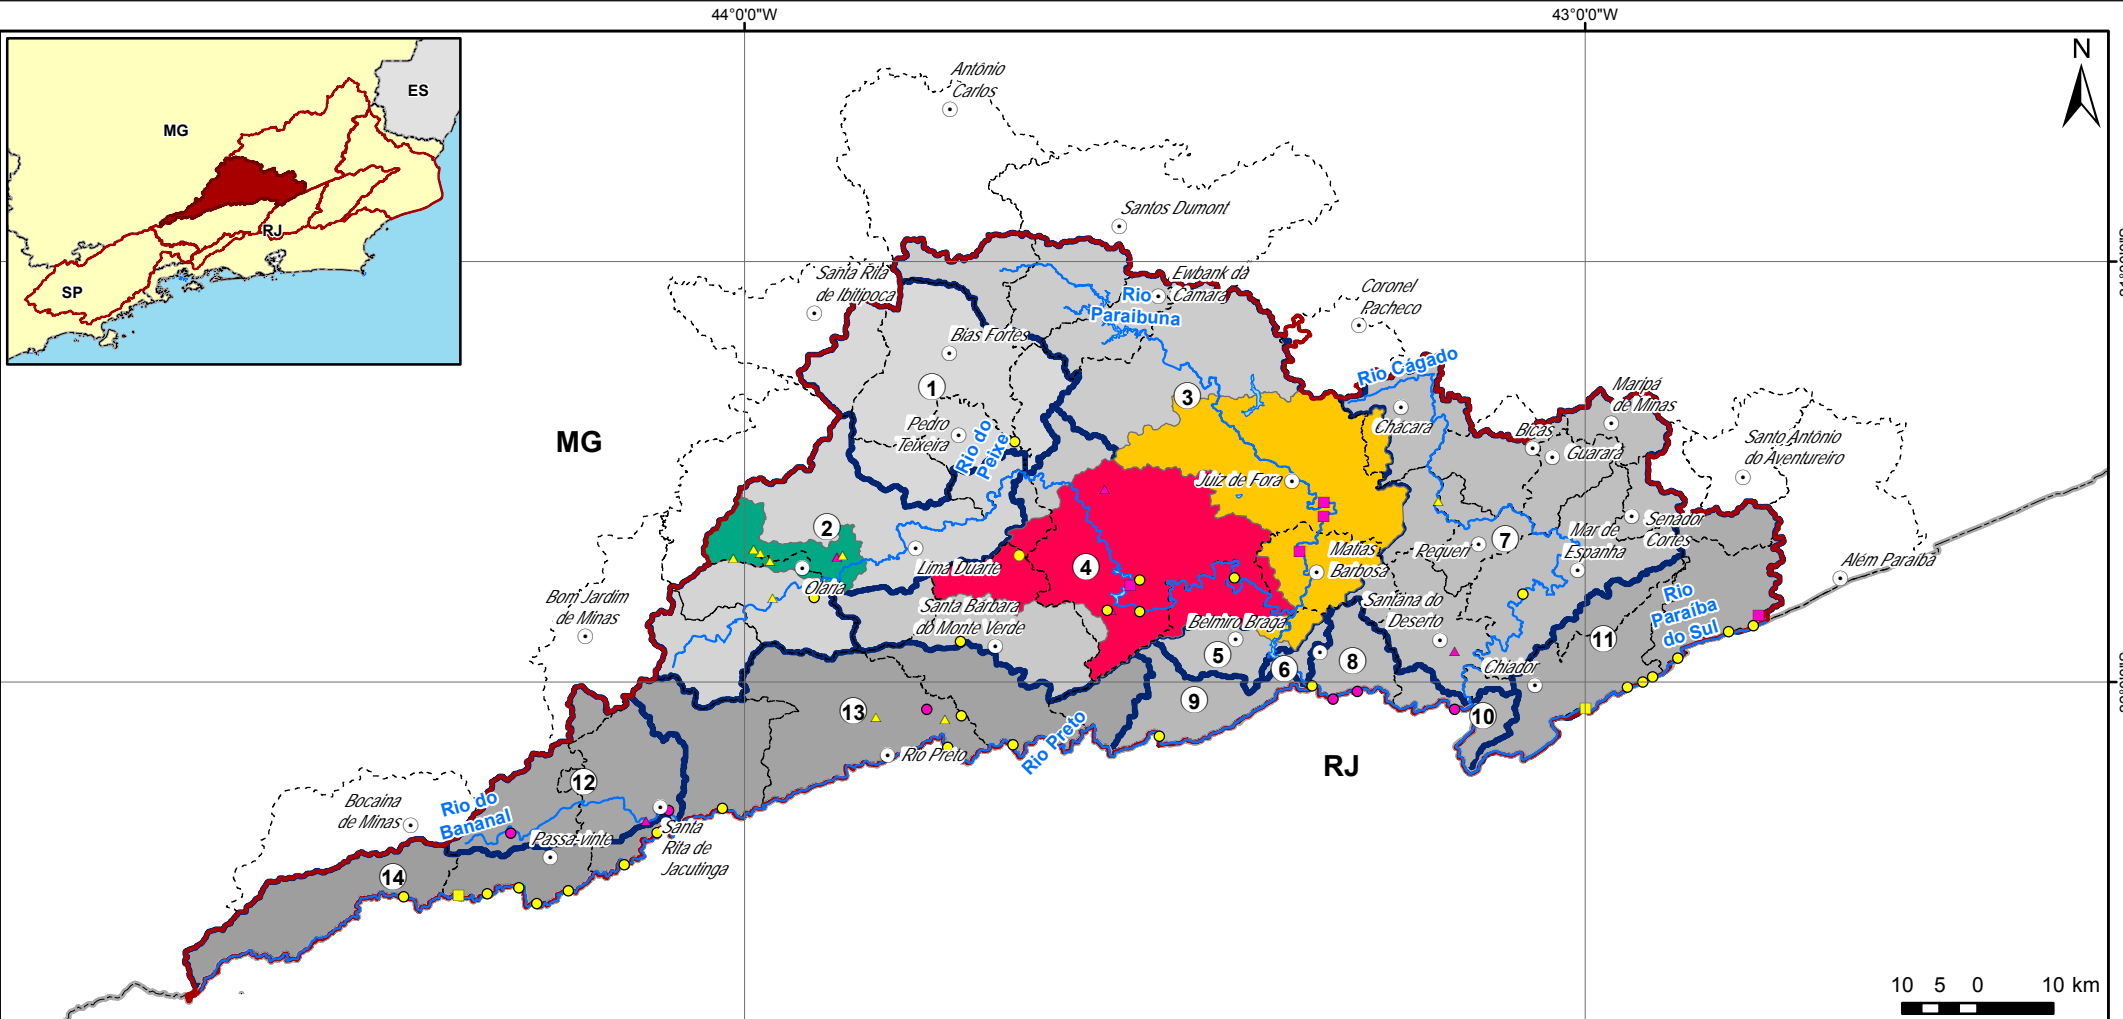 44°0'0"W
43°0'0"W
N
ES
MG
RJ
SP
Antônio
Carlos
Santos Dumont
Santa Rita
de Ibitipoca
Ewbank da
Câmara
Rio
Paraibuna
Coronel
Pacheco
Bias Fortes
Rio Cágado
1
3
Maripá
de Minas
Chácara
Bicas
Guarará
Pedro
Teixeira
Rio do
Peixe
MG
Santo Antônio
do Aventureiro
Juiz de Fora
2
7
Senador
Cortes
Mar de
Espanha
Pequeri
Matias
Barbosa
4
Lima Duarte
Olaria
Além Paraíba
Bom Jardim
de Minas
Santa Bárbara
do Monte Verde
Santana do
Deserto
Rio
Paraíba
do Sul
Belmiro Braga
11
5
6
8
Chiador
9
10
13
Rio Preto
Rio Preto
RJ
12
Bocaina
de Minas
Rio do
Bananal
Passa-vinte
Santa
Rita de
Jacutinga
14
10 5 0 10 km